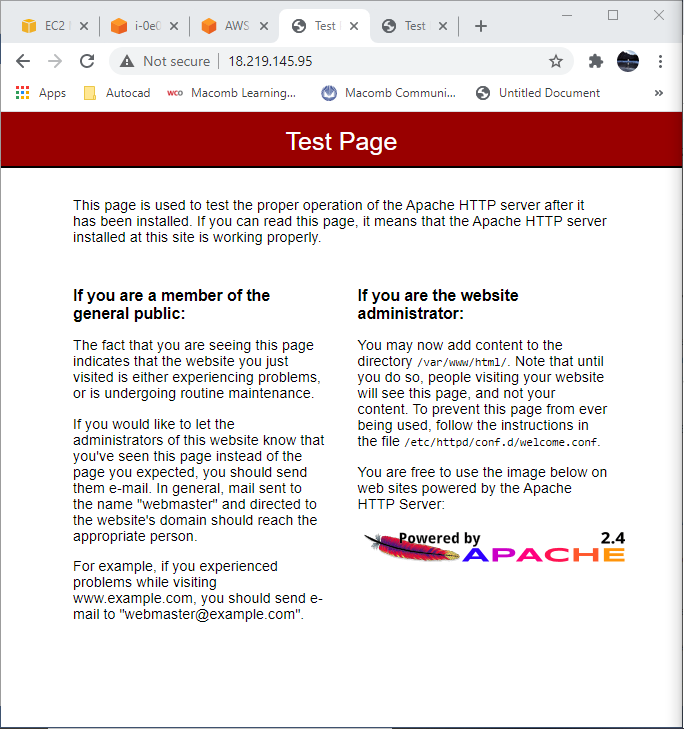 EC2
i-0e0
AWS
Test
Test
Not secure
18.219.145.95
Apps
Autocad
WCO
Macomb Learning...
Macomb Communi...
Untitled Document
»
Test Page
This page is used to test the proper operation of the Apache HTTP server after it
has been installed. If you can read this page, it means that the Apache HTTP server
installed at this site is working properly.
If you are a member of the
general public:
The fact that you are seeing this page
indicates that the website you just
visited is either experiencing problems,
or is undergoing routine maintenance.
If you would like to let the
administrators of this website know that
you've seen this page instead of the
page you expected, you should send
them e-mail. In general, mail sent to
the name "webmaster" and directed to
the website's domain should reach the
appropriate person.
For example, if you experienced
problems while visiting
www.example.com, you should send e-
mail to "webmaster@example.com".
If you are the website
administrator:
You may now add content to the
directory /var/www/html/. Note that until
you do so, people visiting your website
will see this page, and not your
content. To prevent this page from ever
being used, follow the instructions in
the file /etc/httpd/conf.d/welcome.conf.
You are free to use the image below on
web sites powered by the Apache
HTTP Server:
Powered by 2.4
APACHE